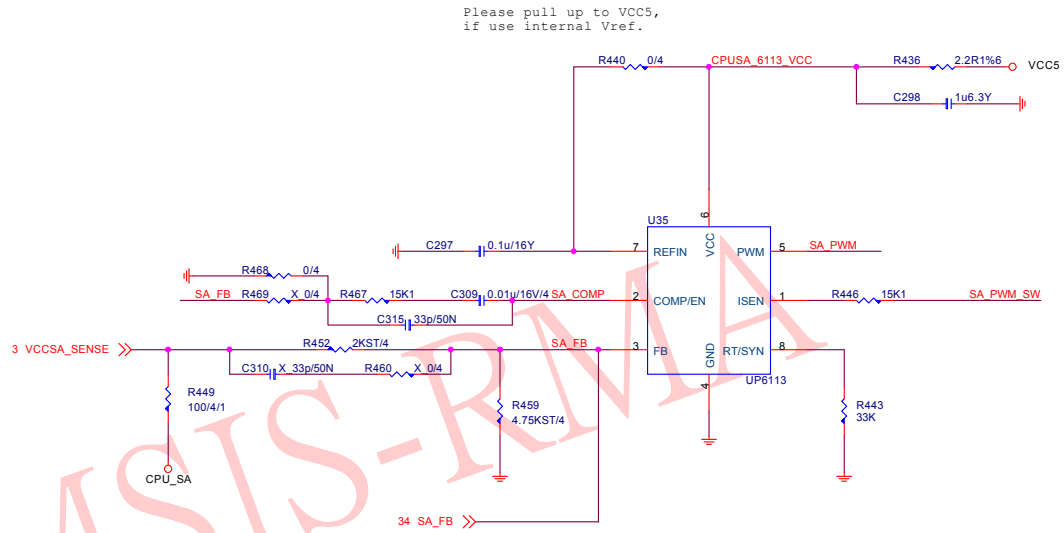 Please pull up to VCC5,
if use internal Vref.
R440 0/4
CPUSA_6113_VCC
R436 2.2R1%6
VCC5
C298 1u6.3Y
U35
6
VCC
C297 0.1u/16Y
7 REFIN
PWM 5 SA_PWM
R468 0/4
SA_FB R469 X_0/4
R467 15K1
C309 0.01u/16V/4
SA_COMP 2 COMP/EN
ISEN 1 R446 15K1 SA_PWM_SW
C315 33p/50N
3 VCCSA_SENSE
R452 2KST/4
SA_FB 3 FB
RT/SYN 8
GND
4
UP6113
C310 X_33p/50N
R460 X_0/4
R449
100/4/1
R459
4.75KST/4
R443
33K
CPU_SA
34 SA_FB
MSIS-RMA